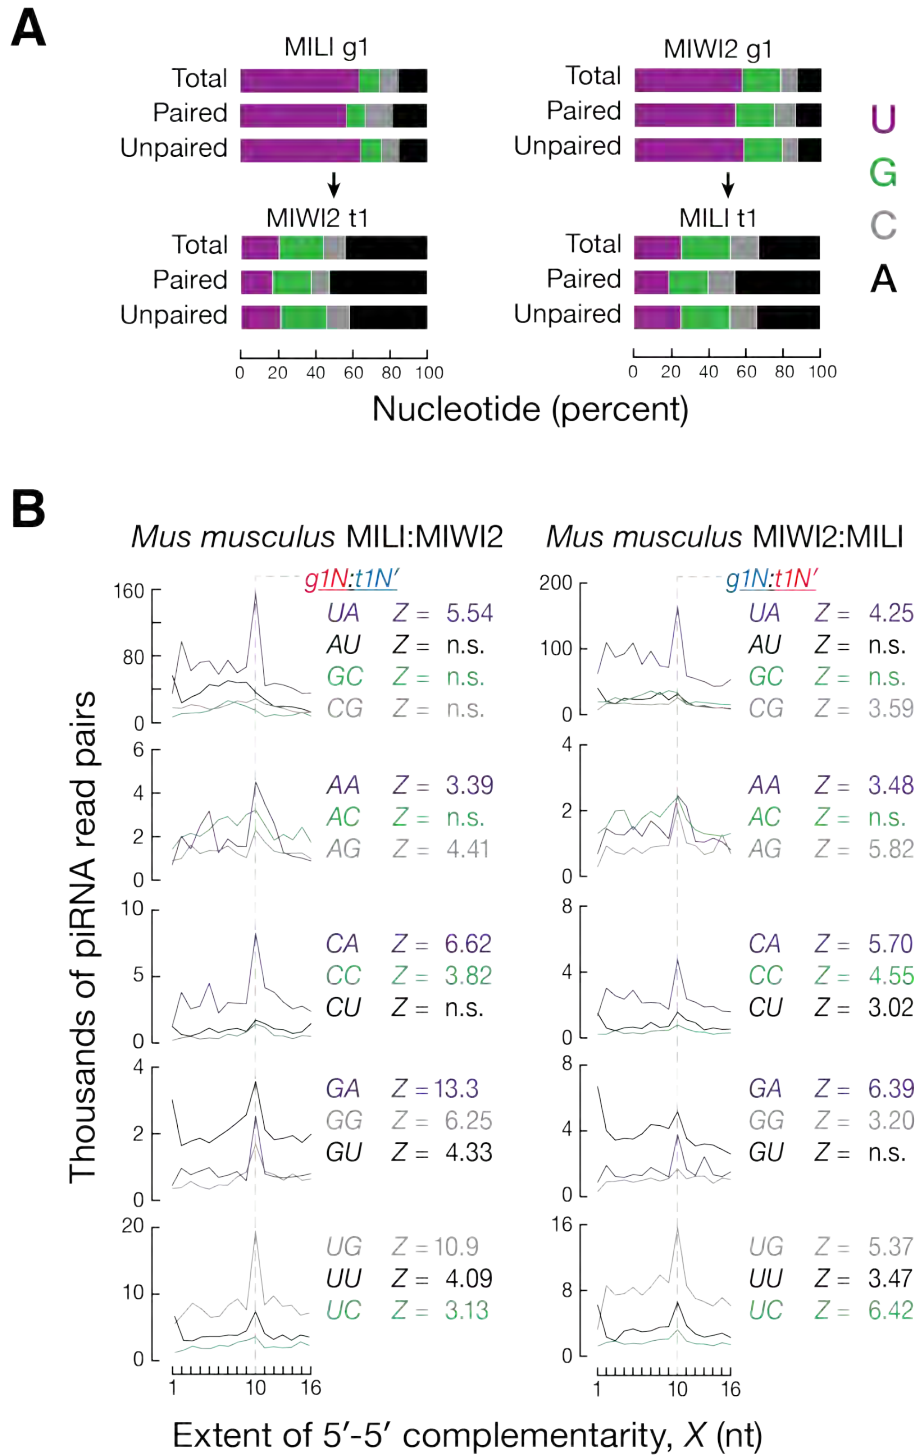 A
MILI g1
Total
Paired
Unpaired
MIWI2 t1
Total
Paired
Unpaired
0 20 40 60 80 100
MIWI2 g1
Total
Paired
Unpaired
MILI t1
Total
Paired
Unpaired
0 20 40 60 80 100
U
G
C
A
Nucleotide (percent)
B
Thousands of piRNA read pairs
Mus musculus MILI:MIWI2
g1N:t1N′
160
80
0
UA Z = 5.54
AU Z = n.s.
GC Z = n.s.
CG Z = n.s.
6
4
2
0
AA Z = 3.39
AC Z = n.s.
AG Z = 4.41
10
5
0
CA Z = 6.62
CC Z = 3.82
CU Z = n.s.
4
2
0
GA Z = 13.3
GG Z = 6.25
GU Z = 4.33
20
10
0
UG Z = 10.9
UU Z = 4.09
UC Z = 3.13
1 10 16
Mus musculus MIWI2:MILI
g1N:t1N′
200
100
0
UA Z = 4.25
AU Z = n.s.
GC Z = n.s.
CG Z = 3.59
4
2
0
AA Z = 3.48
AC Z = n.s.
AG Z = 5.82
8
4
0
CA Z = 5.70
CC Z = 4.55
CU Z = 3.02
8
4
0
GA Z = 6.39
GG Z = 3.20
GU Z = n.s.
16
8
0
UG Z = 5.37
UU Z = 3.47
UC Z = 6.42
1 10 16
Extent of 5′-5′ complementarity, X (nt)